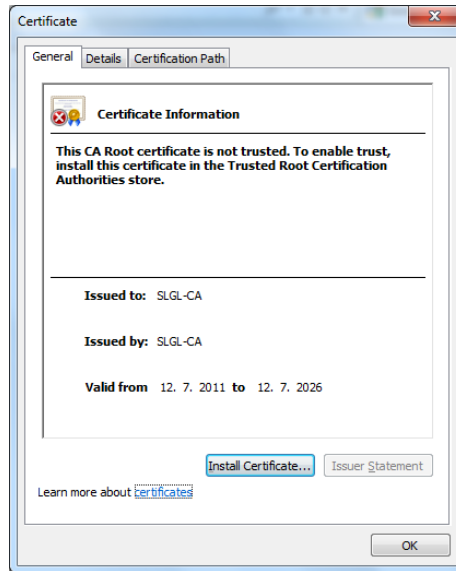 Certificate
General
Details
Certification Path
Certificate Information
This CA Root certificate is not trusted. To enable trust,
install this certificate in the Trusted Root Certification
Authorities store.
Issued to: SLGL-CA
Issued by: SLGL-CA
Valid from 12. 7. 2011 to 12. 7. 2026
Install Certificate...
Issuer Statement
Learn more about certificates
OK